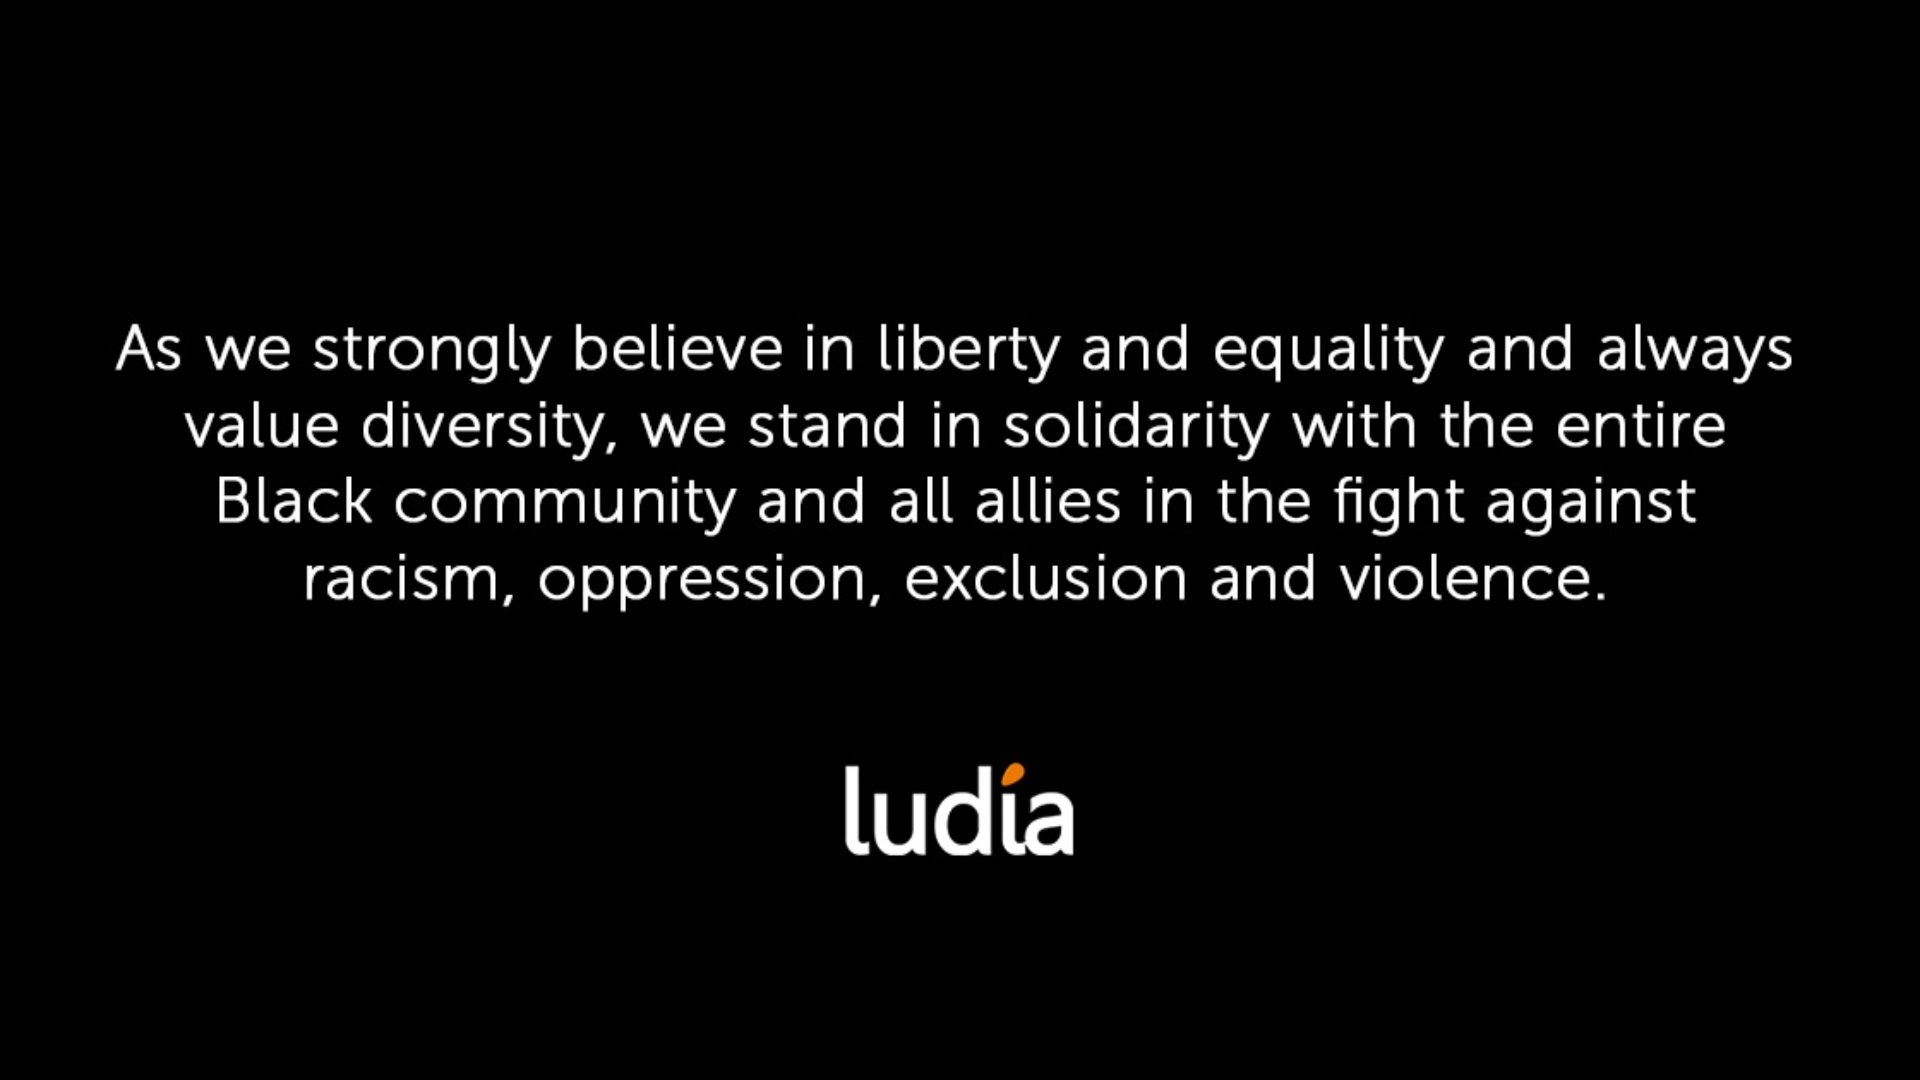 As we strongly believe in liberty and equality and always
value diversity, we stand in solidarity with the entire
Black community and all allies in the fight against
racism, oppression, exclusion and violence.
ludia